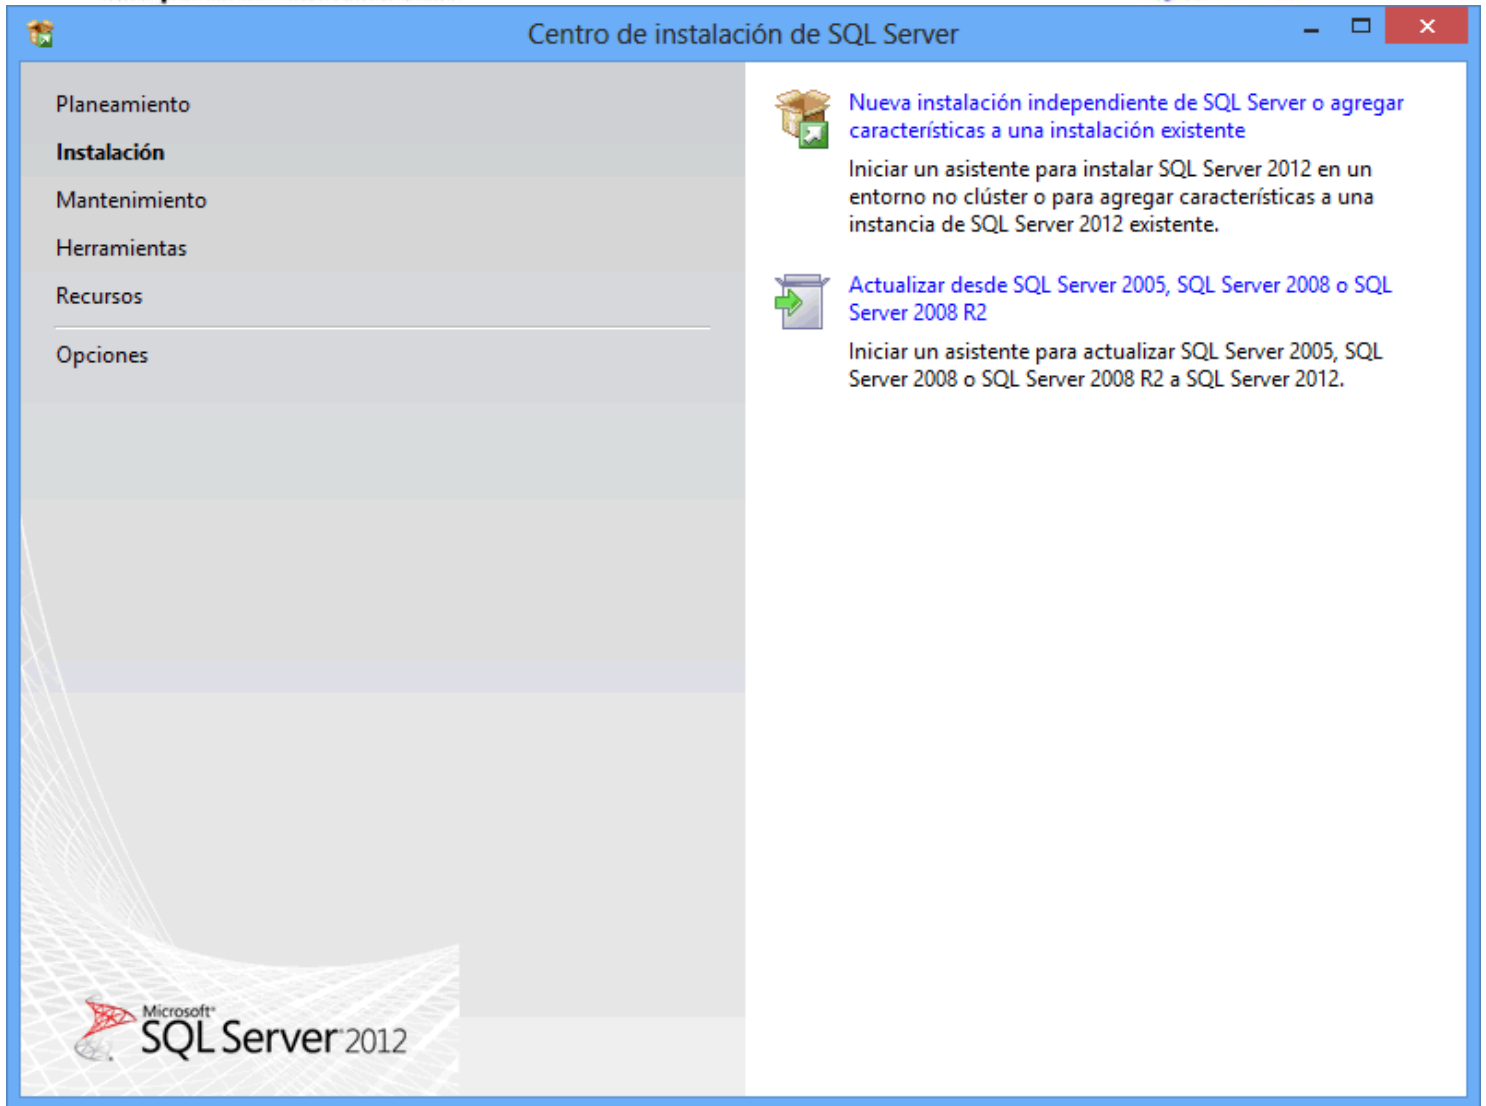 Centro de instalación de SQL Server
Planeamiento
Instalación
Mantenimiento
Herramientas
Recursos
Opciones
Nueva instalación independiente de SQL Server o agregar
características a una instalación existente
Iniciar un asistente para instalar SQL Server 2012 en un
entorno no clúster o para agregar características a una
instancia de SQL Server 2012 existente.
Actualizar desde SQL Server 2005, SQL Server 2008 o SQL
Server 2008 R2
Iniciar un asistente para actualizar SQL Server 2005, SQL
Server 2008 o SQL Server 2008 R2 a SQL Server 2012.
Microsoft®
SQL Server® 2012